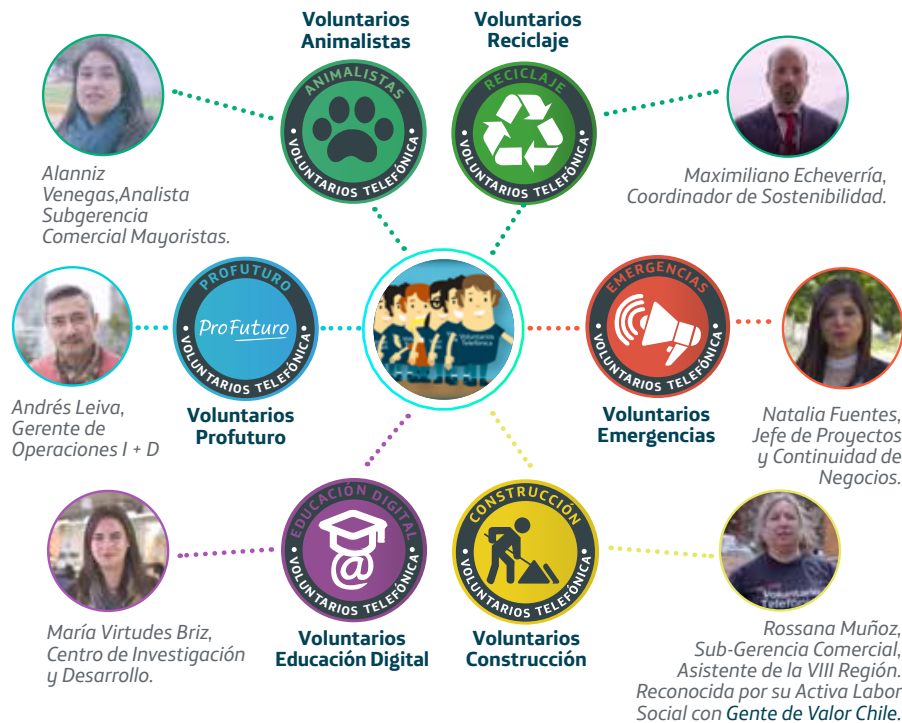 Voluntarios
Animalistas
Voluntarios
Reciclaje
ANIMALISTAS
• VOLUNTARIOS TELEFÓNICA •
RECICLAJE
• VOLUNTARIOS TELEFÓNICA •
Alanniz
Venegas,Analista
Subgerencia
Comercial Mayoristas.
Maximiliano Echeverría,
Coordinador de Sostenibilidad.
PROFUTURO
ProFuturo
• VOLUNTARIOS TELEFÓNICA •
Voluntarios
Telefónica
EMERGENCIAS
• VOLUNTARIOS TELEFÓNICA •
Andrés Leiva,
Gerente de
Operaciones I + D
Voluntarios
Profuturo
Voluntarios
Emergencias
Natalia Fuentes,
Jefe de Proyectos
y Continuidad de
Negocios.
EDUCACIÓN DIGITAL
@
• VOLUNTARIOS TELEFÓNICA •
CONSTRUCCIÓN
• VOLUNTARIOS TELEFÓNICA •
Voluntarios
Telefónica
María Virtudes Briz,
Centro de Investigación
y Desarrollo.
Voluntarios
Educación Digital
Voluntarios
Construcción
Rossana Muñoz,
Sub-Gerencia Comercial,
Asistente de la VIII Región.
Reconocida por su Activa Labor
Social con Gente de Valor Chile.